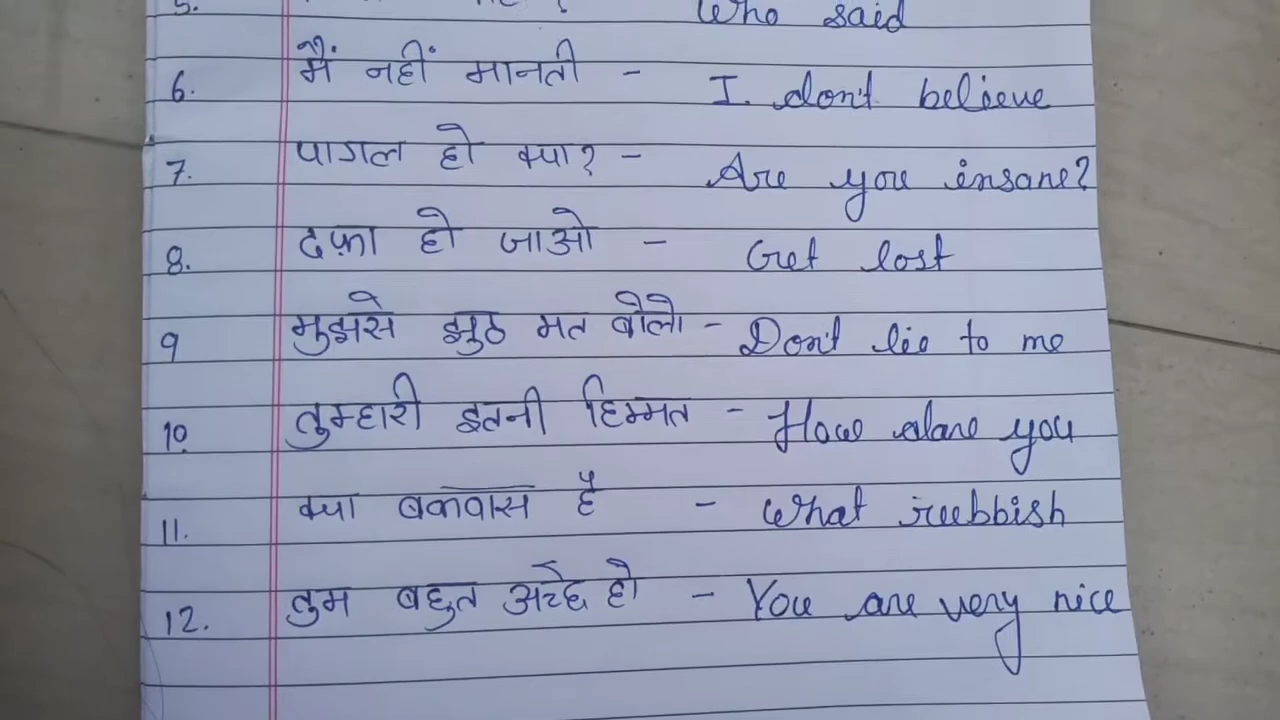 5. ? Who said
6. मैं नहीं मानती - I don't believe
7. पागल हो क्या? - Are you insane?
8. दफ़ा हो जाओ - Get lost
9 मुझसे झुठ मत बोलो - Don't lie to me
10. तुम्हारी इतनी हिम्मत - How dare you
11. क्या बकवास है - What rubbish
12. तुम बहुत अच्छे हो - You are very nice